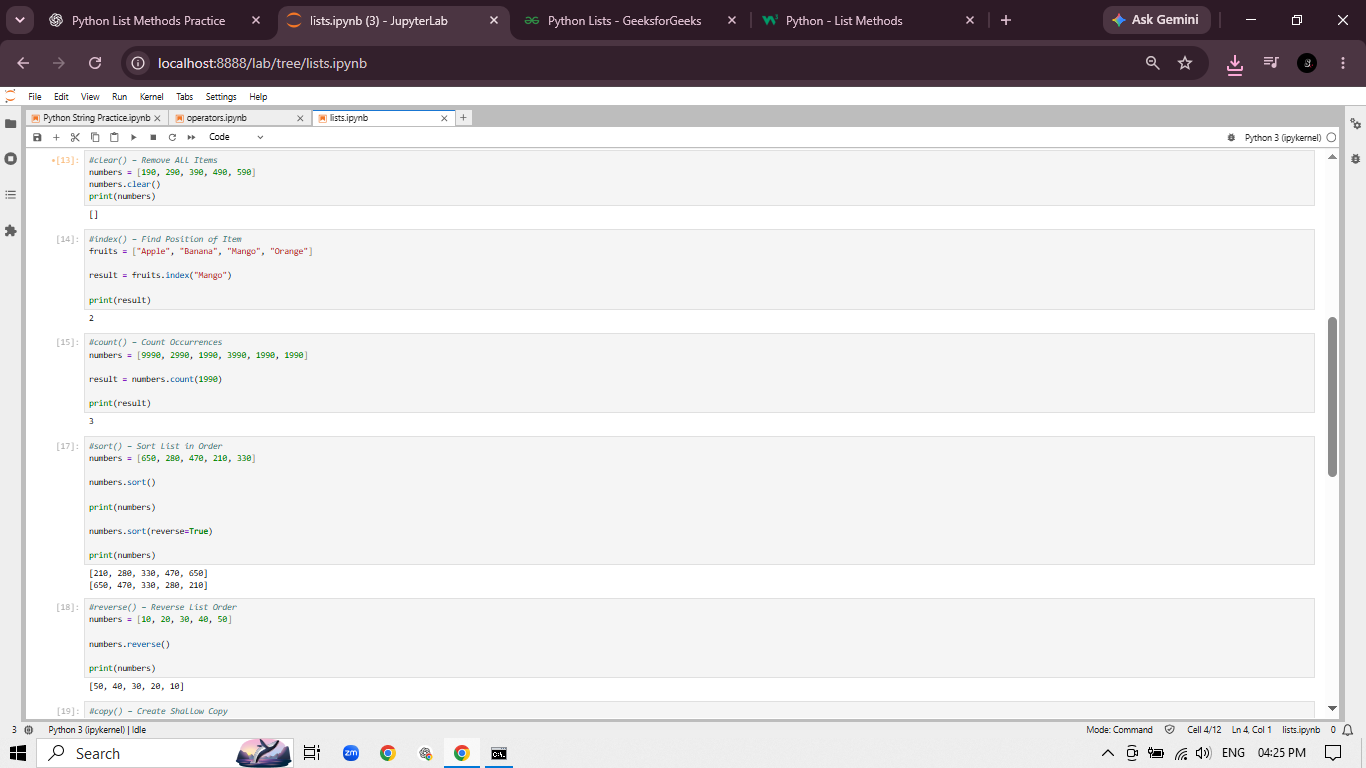 Python List Methods Practice
lists.ipynb (3) - JupyterLab
Python Lists - GeeksforGeeks
Python - List Methods
Ask Gemini
localhost:8888/lab/tree/lists.ipynb
File Edit View Run Kernel Tabs Settings Help
Python String Practice.ipynb
operators.ipynb
lists.ipynb
Code
Python 3 (ipykernel)
[13]:
#clear() – Remove All Items
numbers = [190, 290, 390, 490, 590]
numbers.clear()
print(numbers)
[]
[14]:
#index() – Find Position of Item
fruits = ["Apple", "Banana", "Mango", "Orange"]
result = fruits.index("Mango")
print(result)
2
[15]:
#count() – Count Occurrences
numbers = [9990, 2990, 1990, 3990, 1990, 1990]
result = numbers.count(1990)
print(result)
3
[17]:
#sort() – Sort List in Order
numbers = [650, 280, 470, 210, 330]
numbers.sort()
print(numbers)
numbers.sort(reverse=True)
print(numbers)
[210, 280, 330, 470, 650]
[650, 470, 330, 280, 210]
[18]:
#reverse() – Reverse List Order
numbers = [10, 20, 30, 40, 50]
numbers.reverse()
print(numbers)
[50, 40, 30, 20, 10]
[19]:
#copy() – Create Shallow Copy
3 Python 3 (ipykernel) | Idle
Mode: Command Cell 4/12 Ln 4, Col 1 lists.ipynb 0
Search
zm
C:\
ENG 04:25 PM